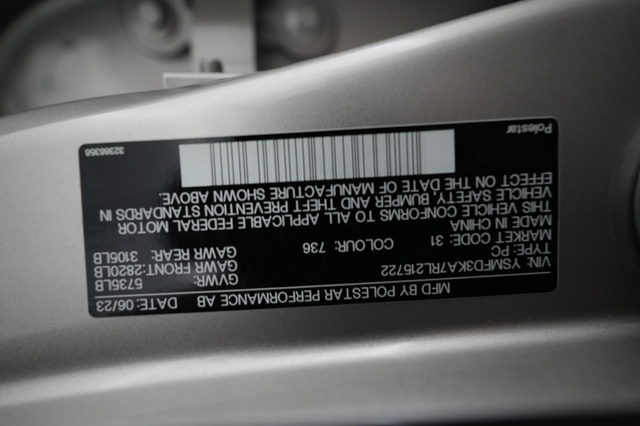 MFD BY POLESTAR PERFORMANCE AB DATE: 06/23
VIN: YSMFD3KA7RL215722 GVWR: 5735LB
TYPE: PC GAWR FRONT: 2820LB
MARKET CODE: 31 COLOUR: 736 GAWR REAR: 3105LB
MADE IN CHINA
THIS VEHICLE CONFORMS TO ALL APPLICABLE FEDERAL MOTOR
VEHICLE SAFETY, BUMPER AND THEFT PREVENTION STANDARDS IN
EFFECT ON THE DATE OF MANUFACTURE SHOWN ABOVE.
Polestar 32366356